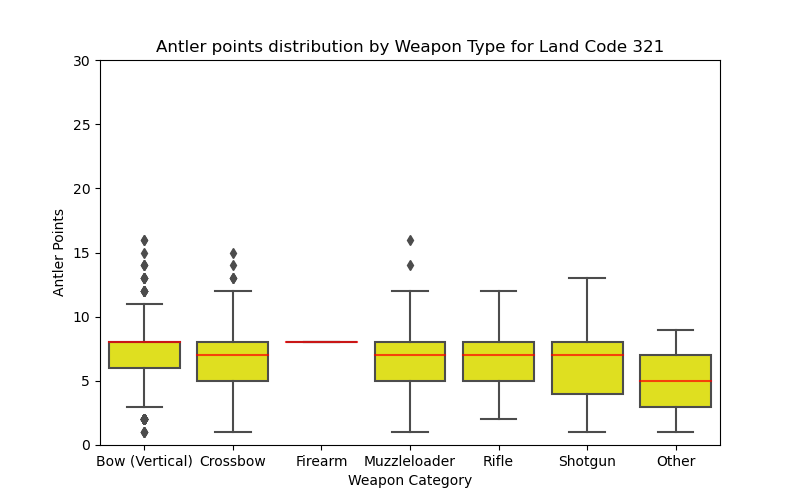 Antler points distribution by Weapon Type for Land Code 321
30
25
20
15
10
5
0
Antler Points
Bow (Vertical) Crossbow Firearm Muzzleloader Rifle Shotgun Other
Weapon Category